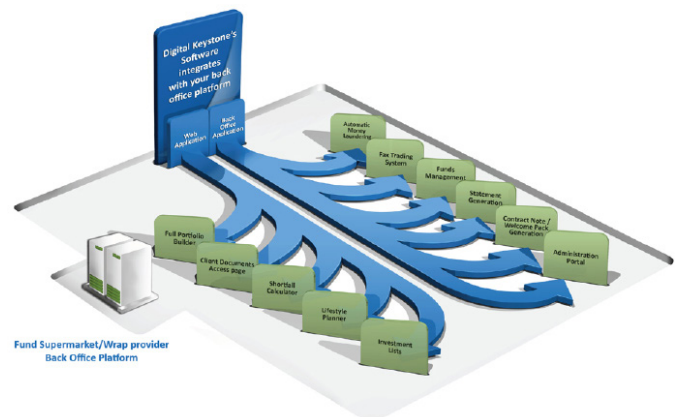 Digital Keystone's
Software
integrates
with your back
office platform
Web
Application
Back
Office
Application
Automatic
Money
laundering
Fax Trading
System
Funds
Management
Statement
Generation
Contract Note /
Welcome Pack
Generation
Administration
Portal
Full Portfolio
Builder
Client Documents
Access page
Shortfall
Calculator
Lifestyle
Planner
Investment
Lists
Fund Supermarket/Wrap provider
Back Office Platform